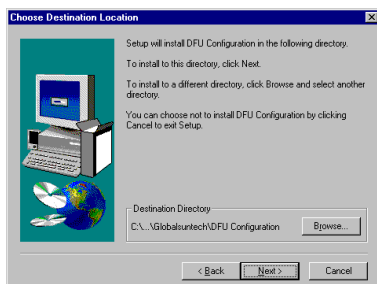 Choose Destination Location
Setup will install DFU Configuration in the following directory.
To install to this directory, click Next.
To install to a different directory, click Browse and select another
directory.
You can choose not to install DFU Configuration by clicking
Cancel to exit Setup.
Destination Directory
C:\...\Globalsuntech\DFU Configuration
Browse...
< Back
Next >
Cancel